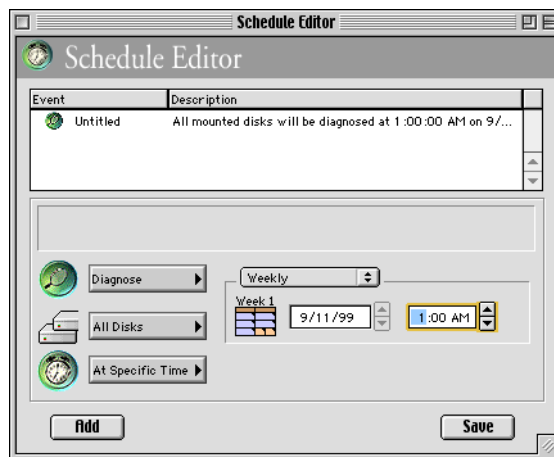 Schedule Editor
Schedule Editor
Event Description
Untitled All mounted disks will be diagnosed at 1:00:00 AM on 9/...
Diagnose
Weekly
Week 1
9/11/99 1:00 AM
All Disks
At Specific Time
Add Save